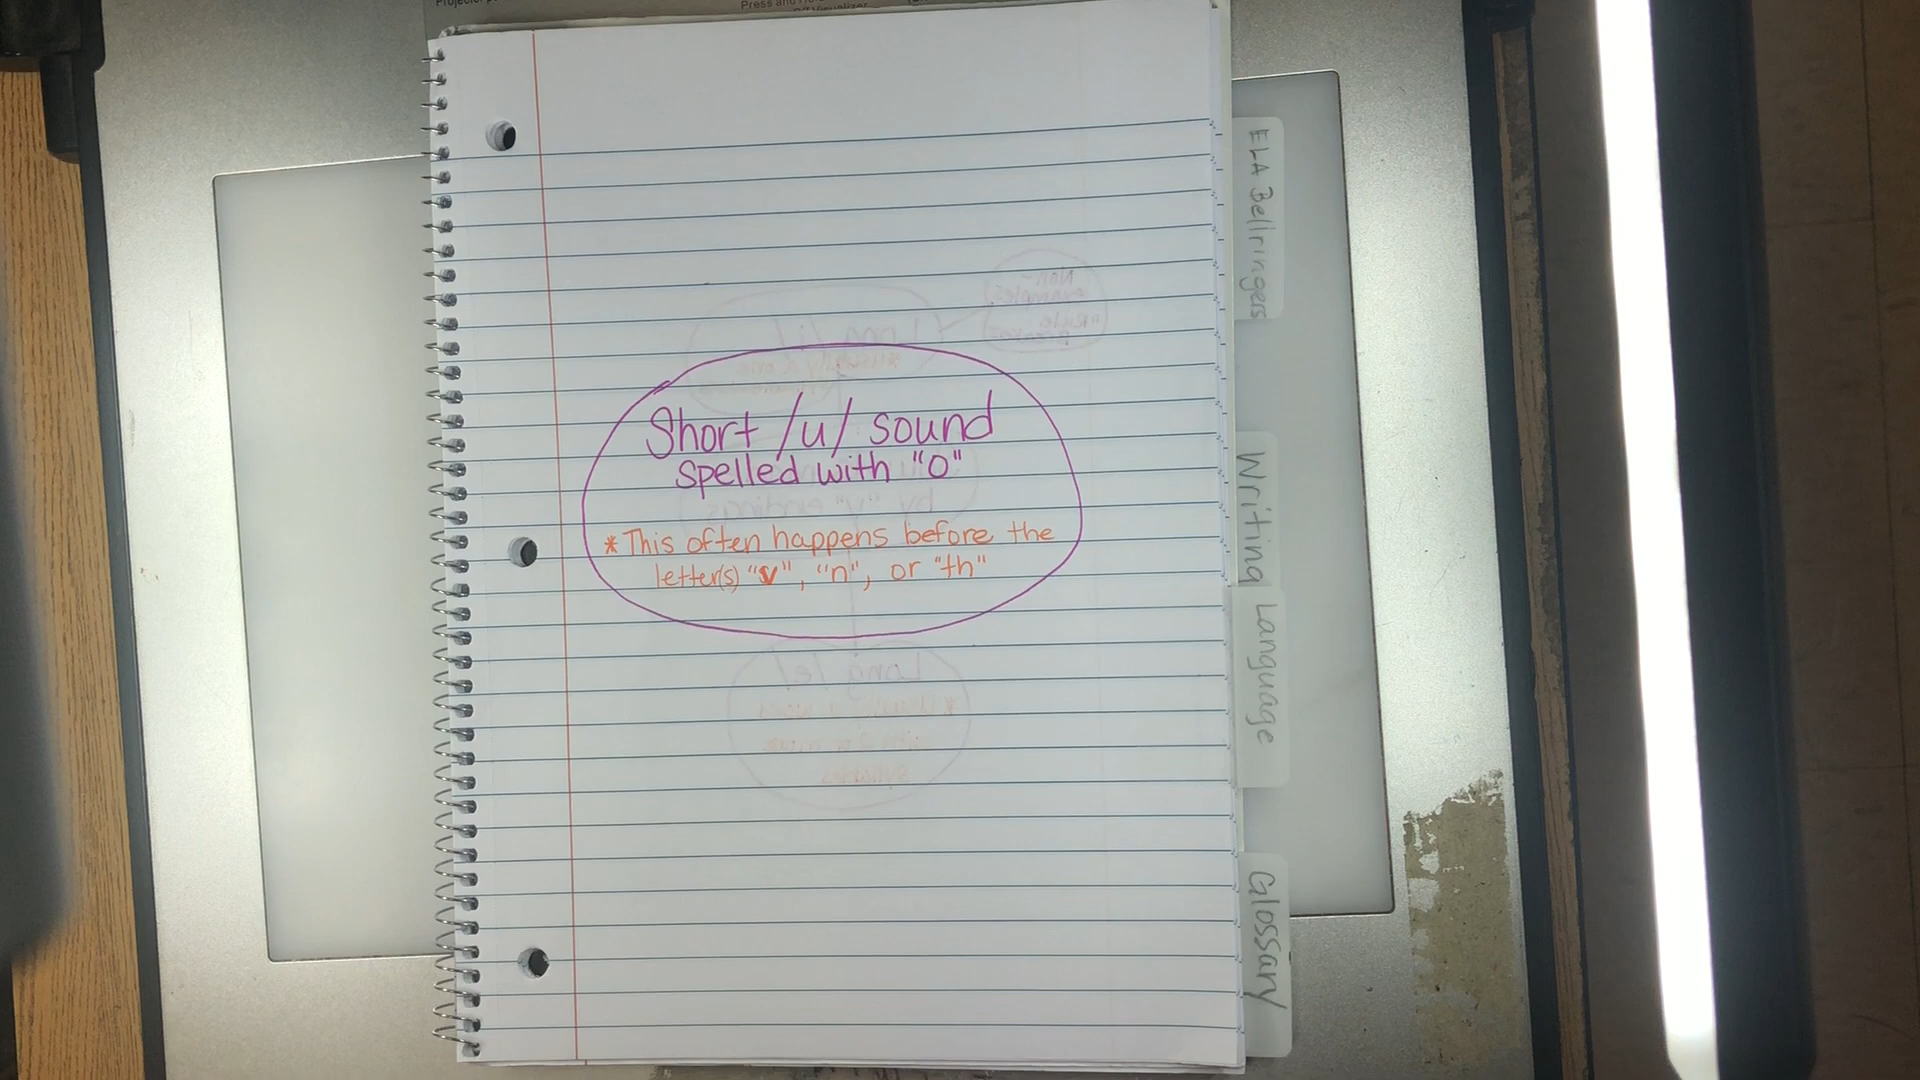 Short /u/ sound
spelled with "o"
*This often happens before the
letter(s) "v", "n", or "th"
ELA Bellringers
Writing
Language
Glossary